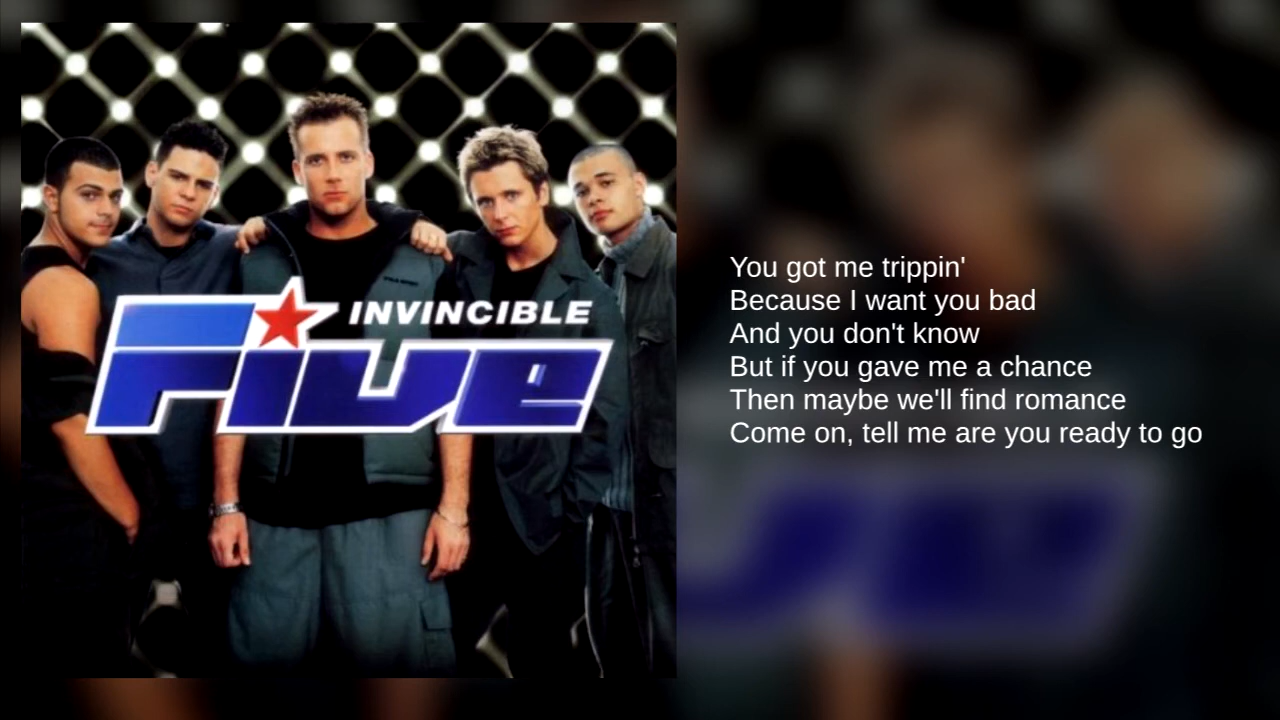 INVINCIBLE
Five
You got me trippin'
Because I want you bad
And you don't know
But if you gave me a chance
Then maybe we'll find romance
Come on, tell me are you ready to go